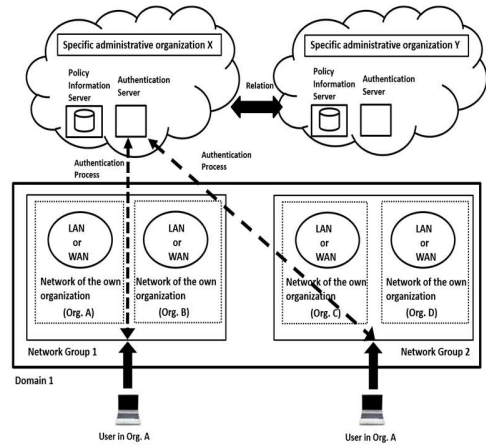 Specific administrative organization X
Policy
Information
Server
Authentication
Server
Relation
Specific administrative organization Y
Policy
Information
Server
Authentication
Server
Authentication
Process
Authentication
Process
LAN
or
WAN
Network of the own
organization
(Org. A)
LAN
or
WAN
Network of the own
organization
(Org. B)
Network Group 1
LAN
or
WAN
Network of the own
organization
(Org. C)
LAN
or
WAN
Network of the own
organization
(Org. D)
Network Group 2
Domain 1
User in Org. A
User in Org. A